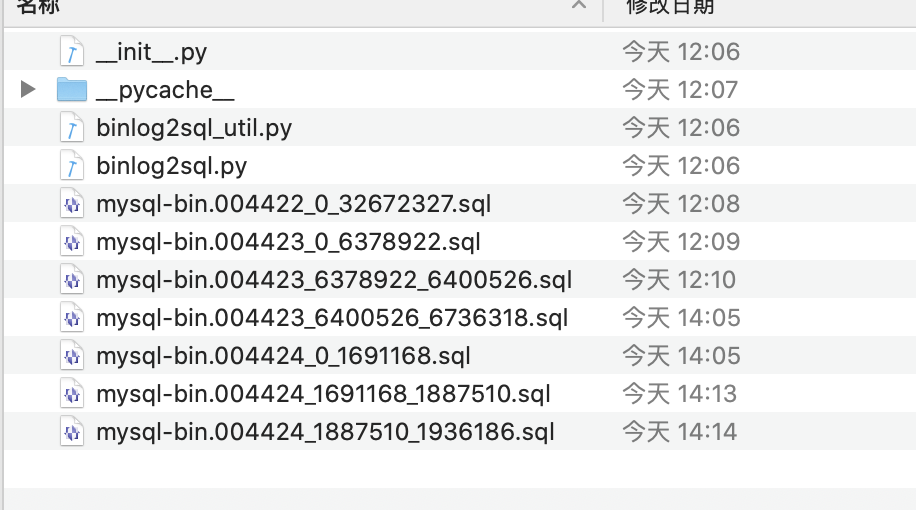 名称 修改日期
__init__.py 今天 12:06
__pycache__ 今天 12:07
binlog2sql_util.py 今天 12:06
binlog2sql.py 今天 12:06
mysql-bin.004422_0_32672327.sql 今天 12:08
mysql-bin.004423_0_6378922.sql 今天 12:09
mysql-bin.004423_6378922_6400526.sql 今天 12:10
mysql-bin.004423_6400526_6736318.sql 今天 14:05
mysql-bin.004424_0_1691168.sql 今天 14:05
mysql-bin.004424_1691168_1887510.sql 今天 14:13
mysql-bin.004424_1887510_1936186.sql 今天 14:14